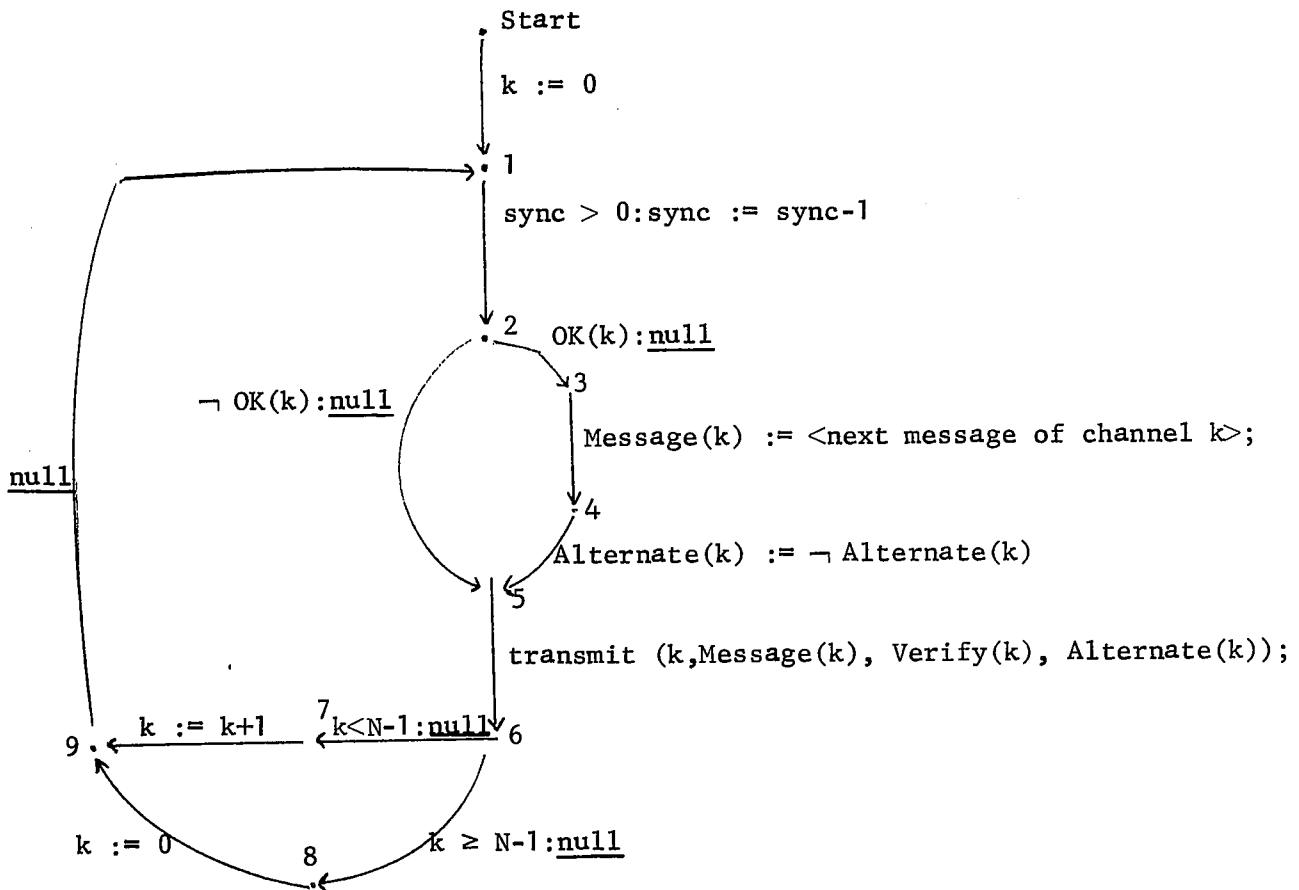 Start
k := 0
1
sync > 0:sync := sync-1
2
OK(k):null
3
¬ OK(k):null
Message(k) := <next message of channel k>;
null
4
Alternate(k) := ¬ Alternate(k)
5
transmit (k,Message(k), Verify(k), Alternate(k));
7
k := k+1
k<N-1:null
6
9
k := 0
8
k ≥ N-1:null